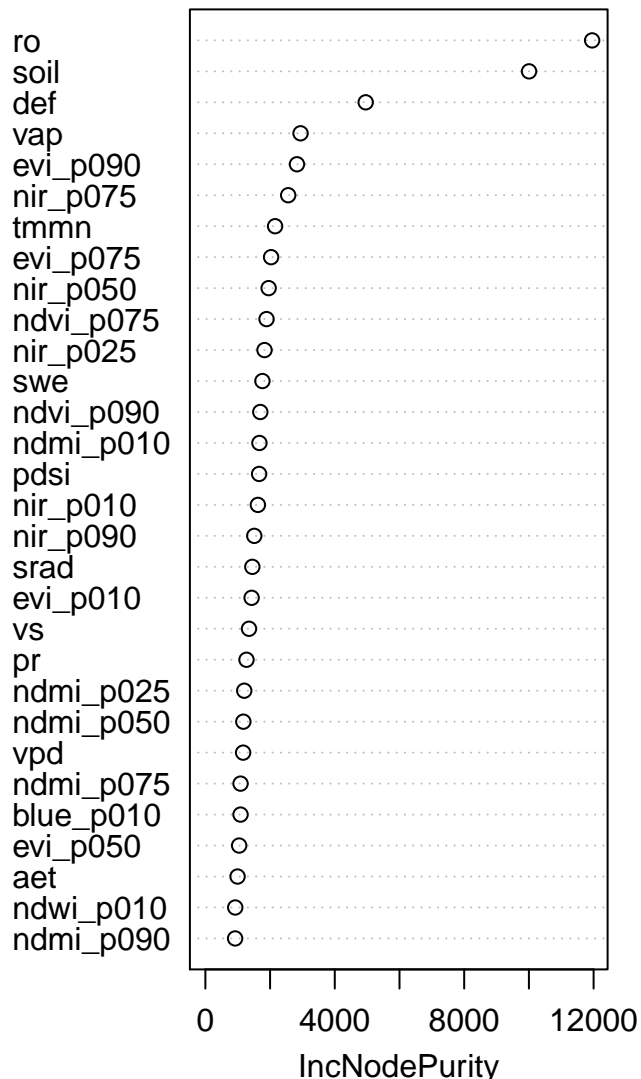 ro
soil
def
vap
evi_p090
nir_p075
tmmn
evi_p075
nir_p050
ndvi_p075
nir_p025
swe
ndvi_p090
ndmi_p010
pdsi
nir_p010
nir_p090
srad
evi_p010
vs
pr
ndmi_p025
ndmi_p050
vpd
ndmi_p075
blue_p010
evi_p050
aet
ndwi_p010
ndmi_p090
0 4000 8000 12000
IncNodePurity